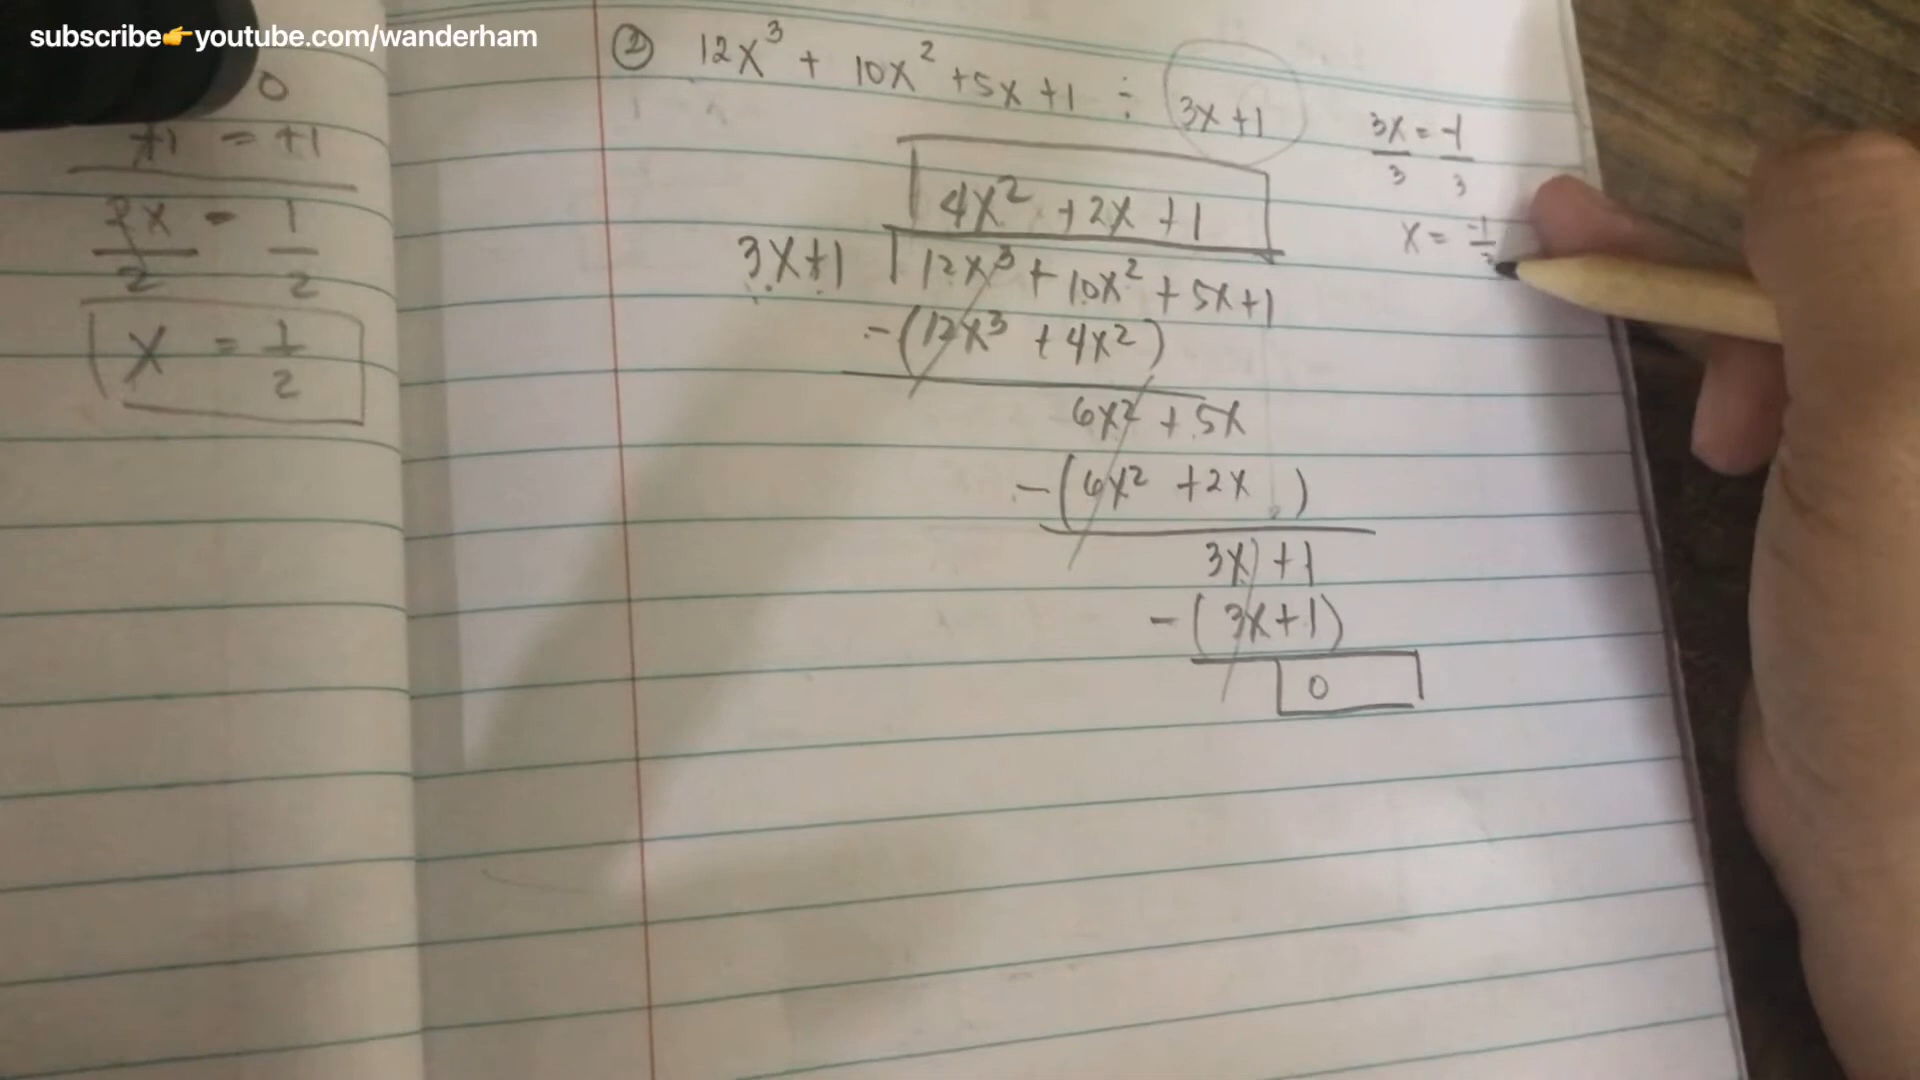 subscribe👉youtube.com/wanderham
0
+1 = +1
2x = 1
2 2
x = 1
2
② 12x³ + 10x² + 5x + 1 ÷ 3x + 1
3x = -1
3 3
x = -1
4x² + 2x + 1
3x+1 12x³ + 10x² + 5x + 1
-(12x³ + 4x²)
6x² + 5x
-(6x² + 2x)
3x + 1
-(3x + 1)
0